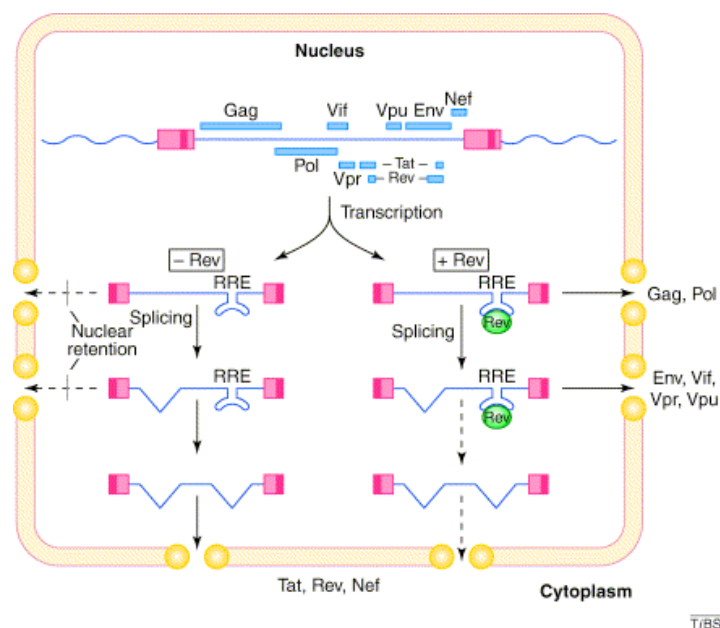 Nucleus
Nef
Gag Vif Vpu Env
Pol Vpr – Tat –
– Rev –
Transcription
– Rev + Rev
RRE RRE
Rev
Gag, Pol
Splicing Splicing
Nuclear
retention
RRE RRE
Rev
Env, Vif,
Vpr, Vpu
Tat, Rev, Nef
Cytoplasm
TiBS